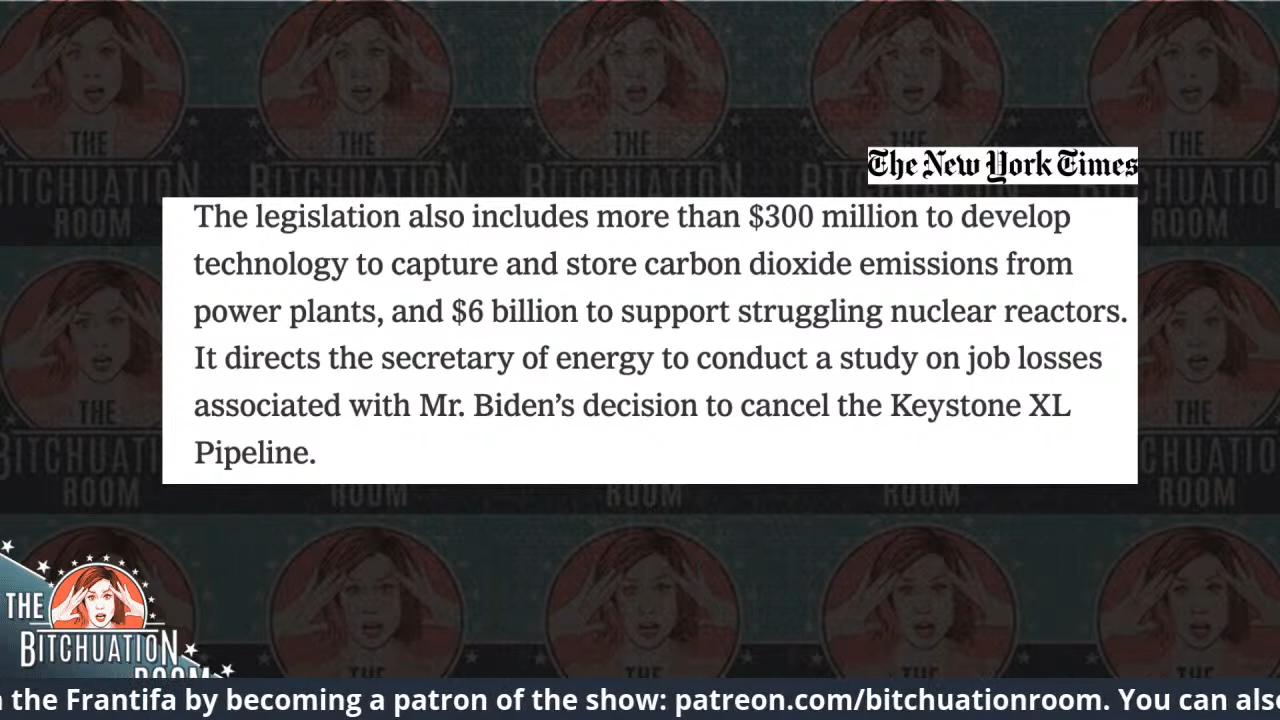 The New York Times
The legislation also includes more than $300 million to develop
technology to capture and store carbon dioxide emissions from
power plants, and $6 billion to support struggling nuclear reactors.
It directs the secretary of energy to conduct a study on job losses
associated with Mr. Biden’s decision to cancel the Keystone XL
Pipeline.
THE
BITCHUATION
ROOM
the Frantifa by becoming a patron of the show: patreon.com/bitchuationroom. You can also